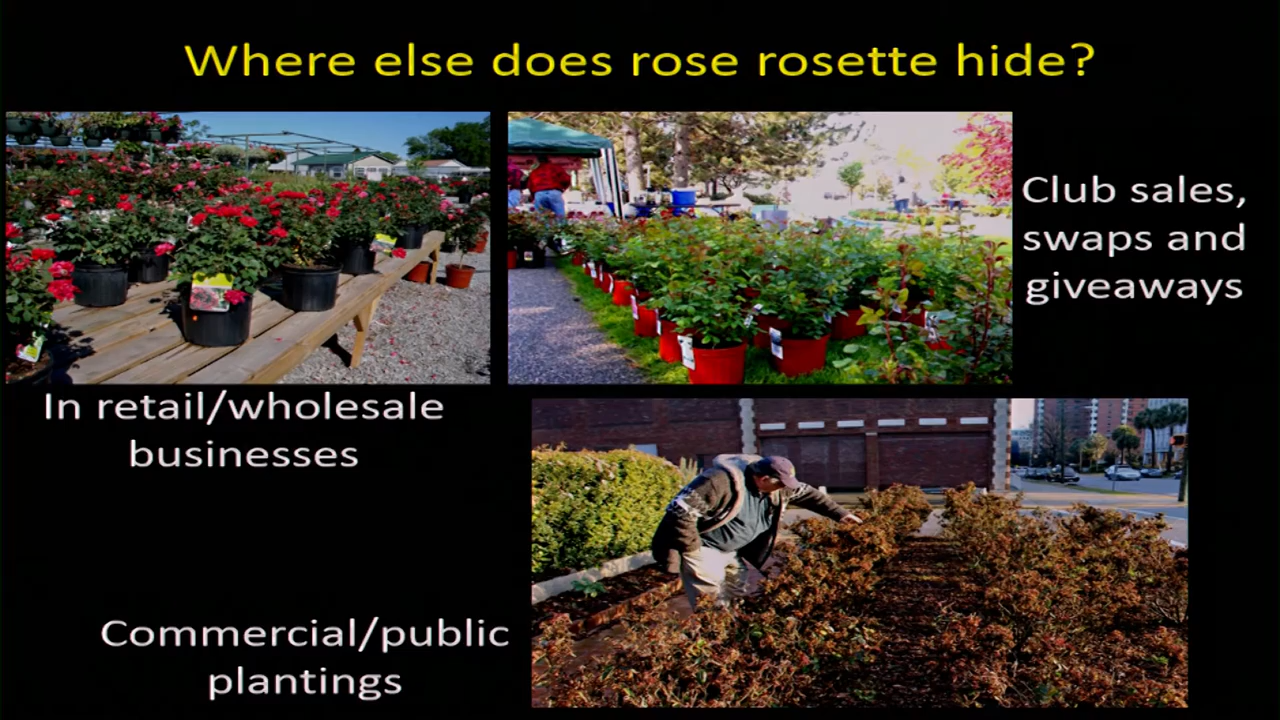 Where else does rose rosette hide?
Club sales,
swaps and
giveaways
In retail/wholesale
businesses
Commercial/public
plantings